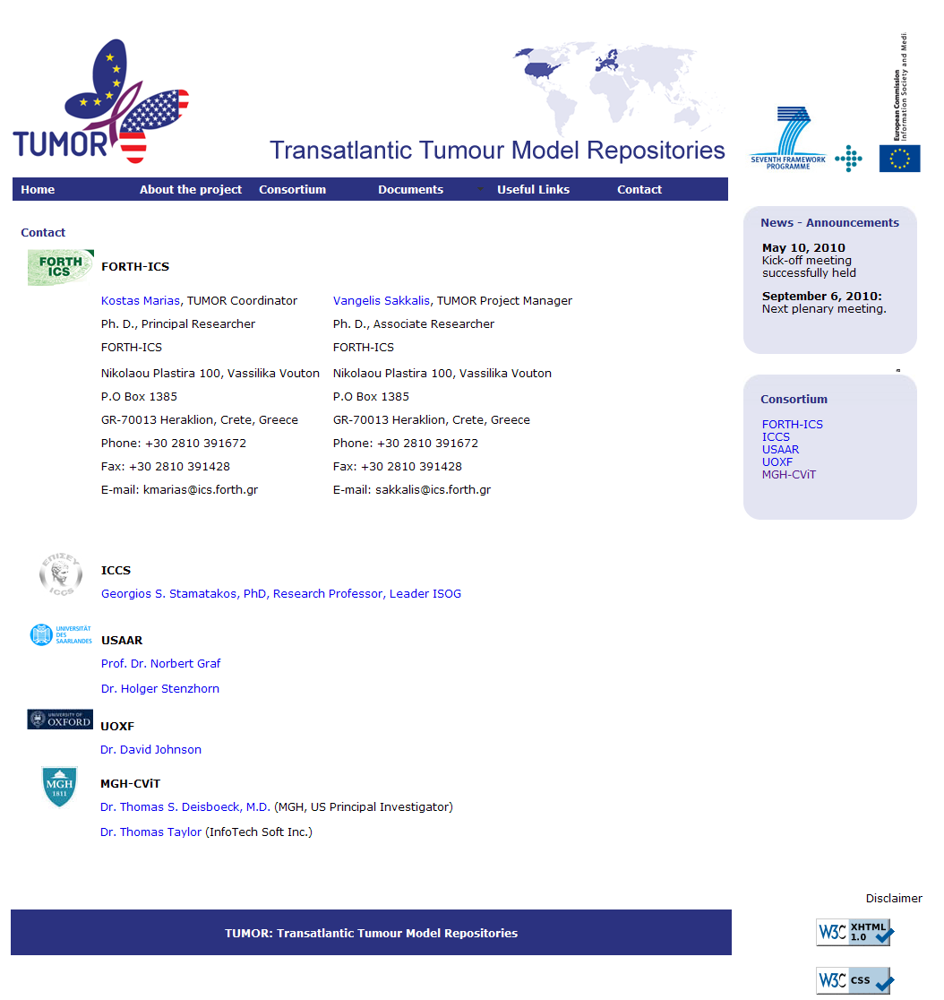 TUMOR
Transatlantic Tumour Model Repositories
SEVENTH FRAMEWORK
PROGRAMME
European Commission
Information Society and Medi
Home
About the project
Consortium
Documents
Useful Links
Contact
Contact
FORTH
ICS
FORTH-ICS
Kostas Marias, TUMOR Coordinator
Ph. D., Principal Researcher
FORTH-ICS
Nikolaou Plastira 100, Vassilika Vouton
P.O Box 1385
GR-70013 Heraklion, Crete, Greece
Phone: +30 2810 391672
Fax: +30 2810 391428
E-mail: kmarias@ics.forth.gr
Vangelis Sakkalis, TUMOR Project Manager
Ph. D., Associate Researcher
FORTH-ICS
Nikolaou Plastira 100, Vassilika Vouton
P.O Box 1385
GR-70013 Heraklion, Crete, Greece
Phone: +30 2810 391672
Fax: +30 2810 391428
E-mail: sakkalis@ics.forth.gr
ΕΠΙΣΕΥ
ICCS
ICCS
Georgios S. Stamatakos, PhD, Research Professor, Leader ISOG
UNIVERSITÄT
DES
SAARLANDES
USAAR
Prof. Dr. Norbert Graf
Dr. Holger Stenzhorn
UNIVERSITY OF
OXFORD
UOXF
Dr. David Johnson
MGH
1811
MGH-CViT
Dr. Thomas S. Deisboeck, M.D. (MGH, US Principal Investigator)
Dr. Thomas Taylor (InfoTech Soft Inc.)
News - Announcements
May 10, 2010
Kick-off meeting
successfully held
September 6, 2010:
Next plenary meeting.
a
Consortium
FORTH-ICS
ICCS
USAAR
UOXF
MGH-CViT
Disclaimer
TUMOR: Transatlantic Tumour Model Repositories
W3C XHTML
1.0
W3C CSS